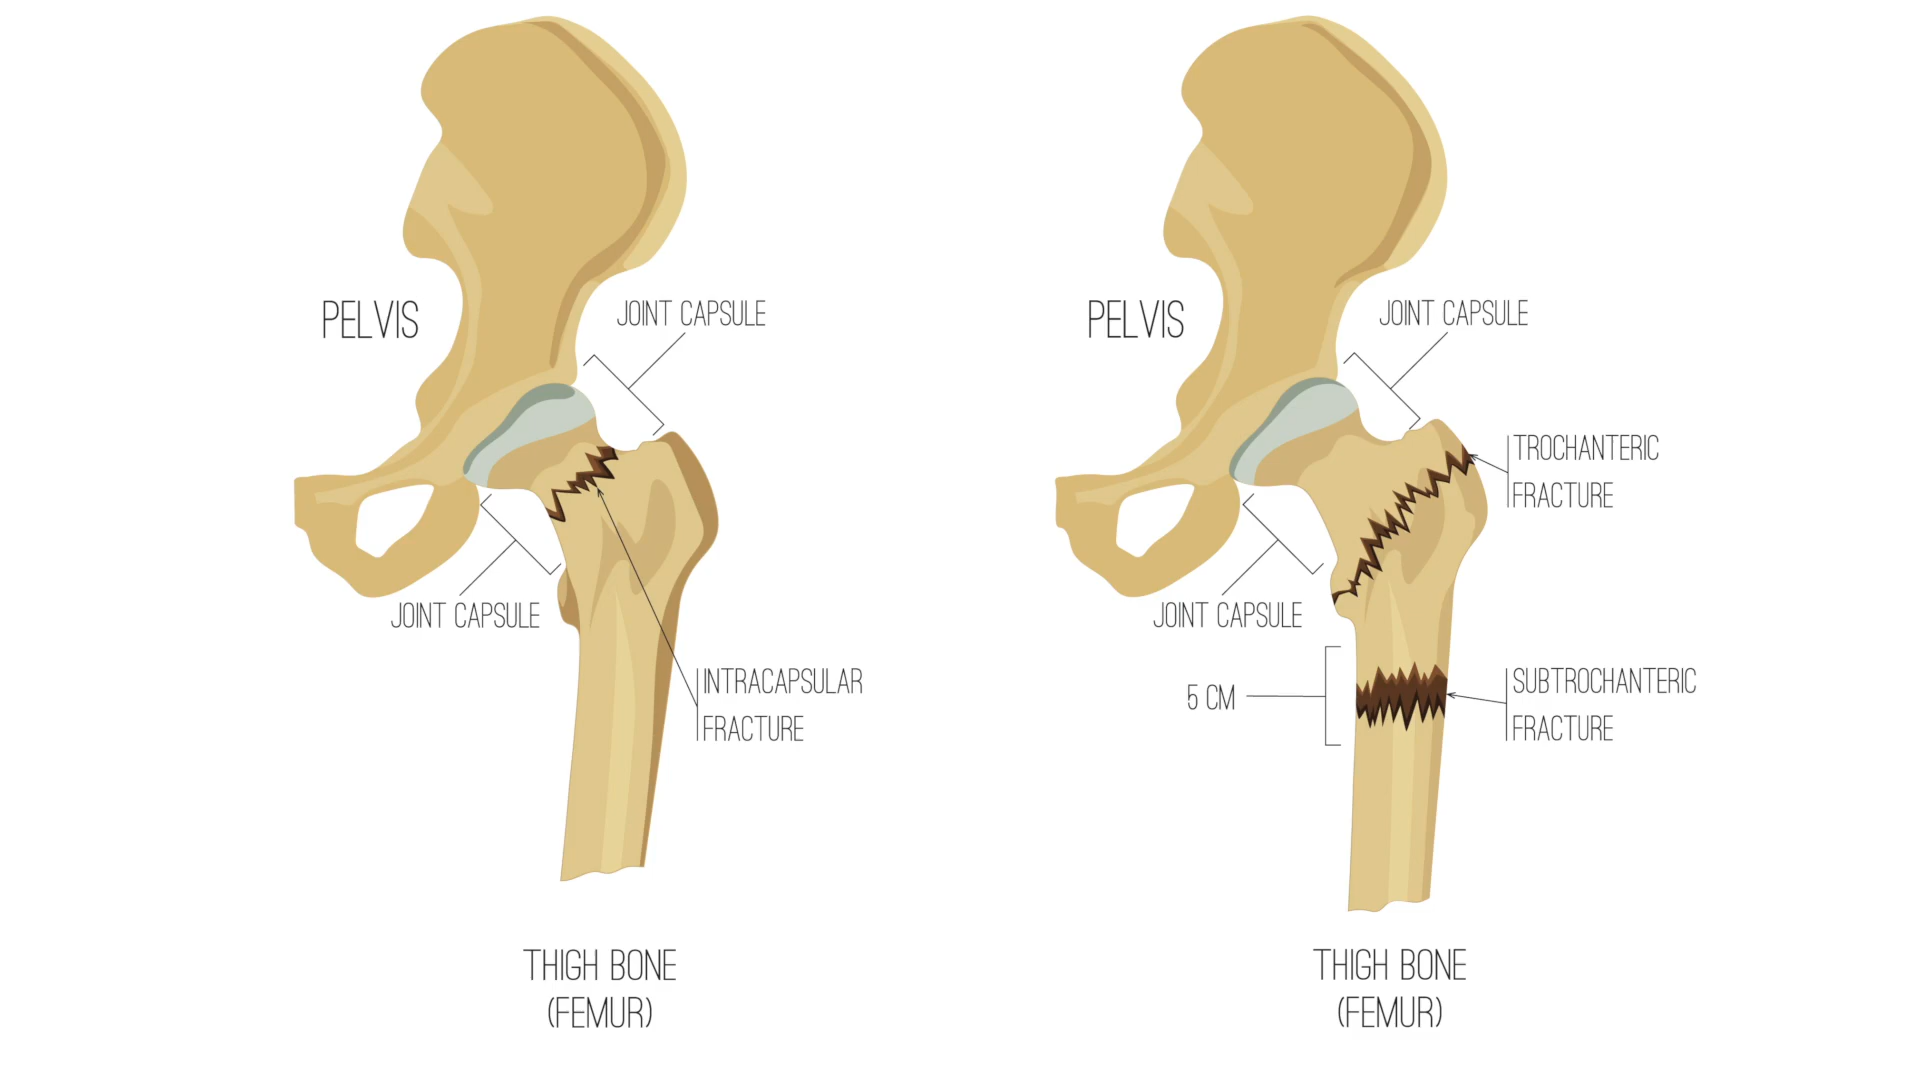 PELVIS
JOINT CAPSULE
JOINT CAPSULE
INTRACAPSULAR
FRACTURE
THIGH BONE
(FEMUR)
PELVIS
JOINT CAPSULE
TROCHANTERIC
FRACTURE
JOINT CAPSULE
5 CM
SUBTROCHANTERIC
FRACTURE
THIGH BONE
(FEMUR)